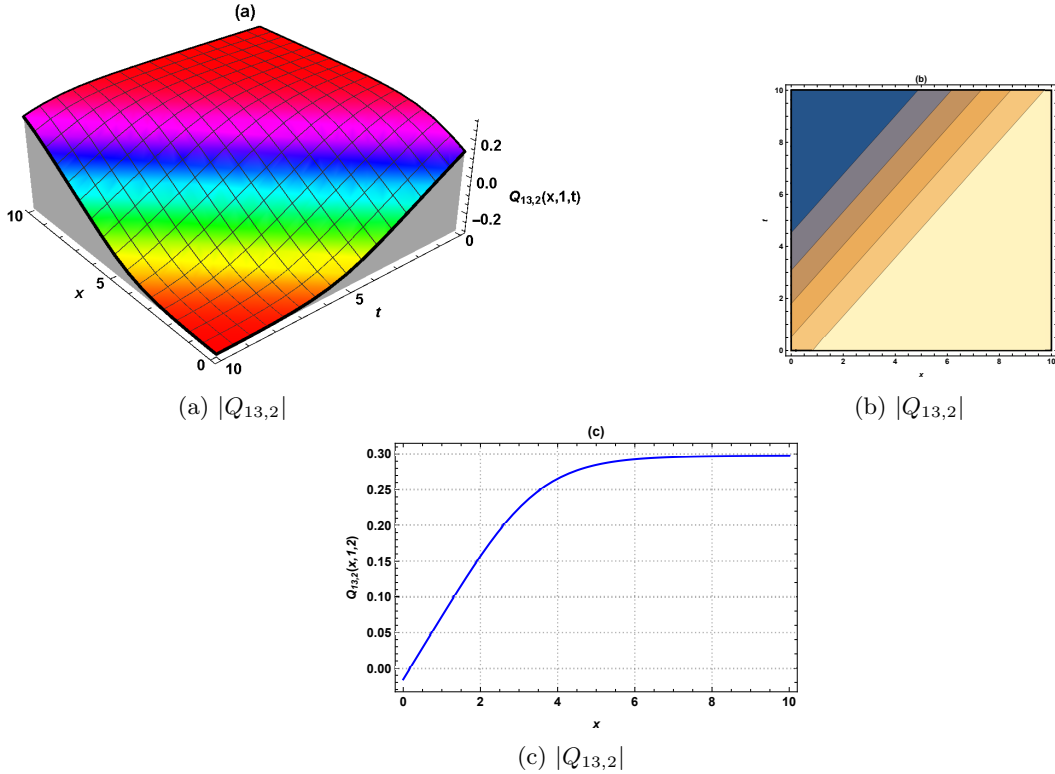 (a)
0.2
0.0
−0.2
Q13,2(x,1,t)
10
5
0
x
10
5
0
t
(a) |Q13,2|
(b)
10
8
6
4
2
0
t
0 2 4 6 8 10
x
(b) |Q13,2|
(c)
0.30
0.25
0.20
0.15
0.10
0.05
0.00
Q13,2(x,1,2)
0 2 4 6 8 10
x
(c) |Q13,2|